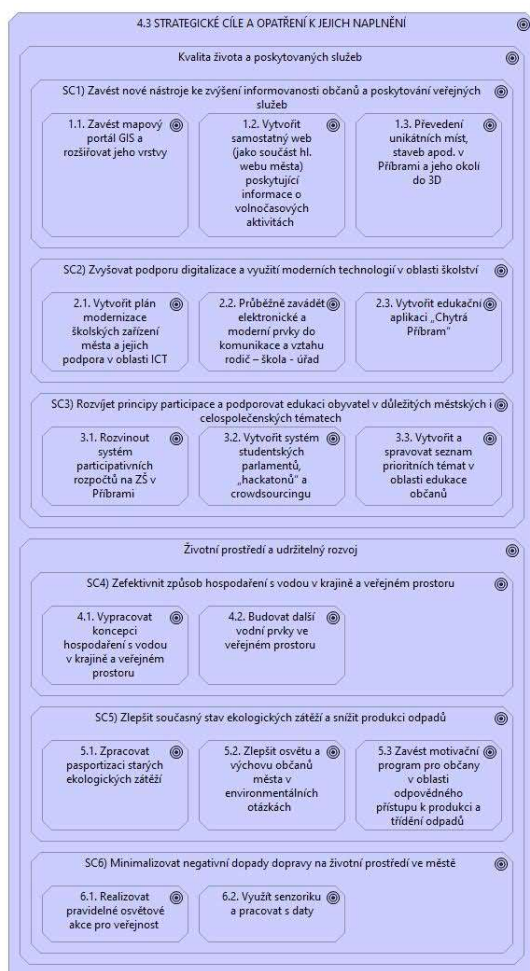 4.3 STRATEGICKÉ CÍLE A OPATŘENÍ K JEJICH NAPLNĚNÍ
Kvalita života a poskytovaných služeb
SC1) Zavést nové nástroje ke zvýšení informovanosti občanů a poskytování veřejných
služeb
1.1. Zavést mapový
portál GIS a
rozšiřovat jeho vrstvy
1.2. Vytvořit
samostatný web
(jako součást hl.
webu města)
poskytující
informace o
volnočasových
aktivitách
1.3. Převedení
unikátních míst,
staveb apod. v
Příbrami a jeho okolí
do 3D
SC2) Zvyšovat podporu digitalizace a využití moderních technologií v oblasti školství
2.1. Vytvořit plán
modernizace
školských zařízení
města a jejich
podpora v oblasti ICT
2.2. Průběžně zavádět
elektronické a
moderní prvky do
komunikace a vztahu
rodič – škola - úřad
2.3. Vytvořit edukační
aplikaci „Chytrá
Příbram“
SC3) Rozvíjet principy participace a podporovat edukaci obyvatel v důležitých městských i
celospolečenských tématech
3.1. Rozvinout
systém
participativních
rozpočtů na ZŠ v
Příbrami
3.2. Vytvořit systém
studentských
parlamentů,
„hackatonů“ a
crowdsourcingu
3.3. Vytvořit a
spravovat seznam
prioritních témat v
oblasti edukace
občanů
Životní prostředí a udržitelný rozvoj
SC4) Zefektivnit způsob hospodaření s vodou v krajině a veřejném prostoru
4.1. Vypracovat
koncepci
hospodaření s vodou
v krajině a veřejném
prostoru
4.2. Budovat další
vodní prvky ve
veřejném prostoru
SC5) Zlepšit současný stav ekologických zátěží a snížit produkci odpadů
5.1. Zpracovat
pasportizaci starých
ekologických zátěží
5.2. Zlepšit osvětu a
výchovu občanů
města v
environmentálních
otázkách
5.3 Zavést motivační
program pro občany
v oblasti
odpovědného
přístupu k produkci a
třídění odpadů
SC6) Minimalizovat negativní dopady dopravy na životní prostředí ve městě
6.1. Realizovat
pravidelné osvětové
akce pro veřejnost
6.2. Využít senzoriku
a pracovat s daty